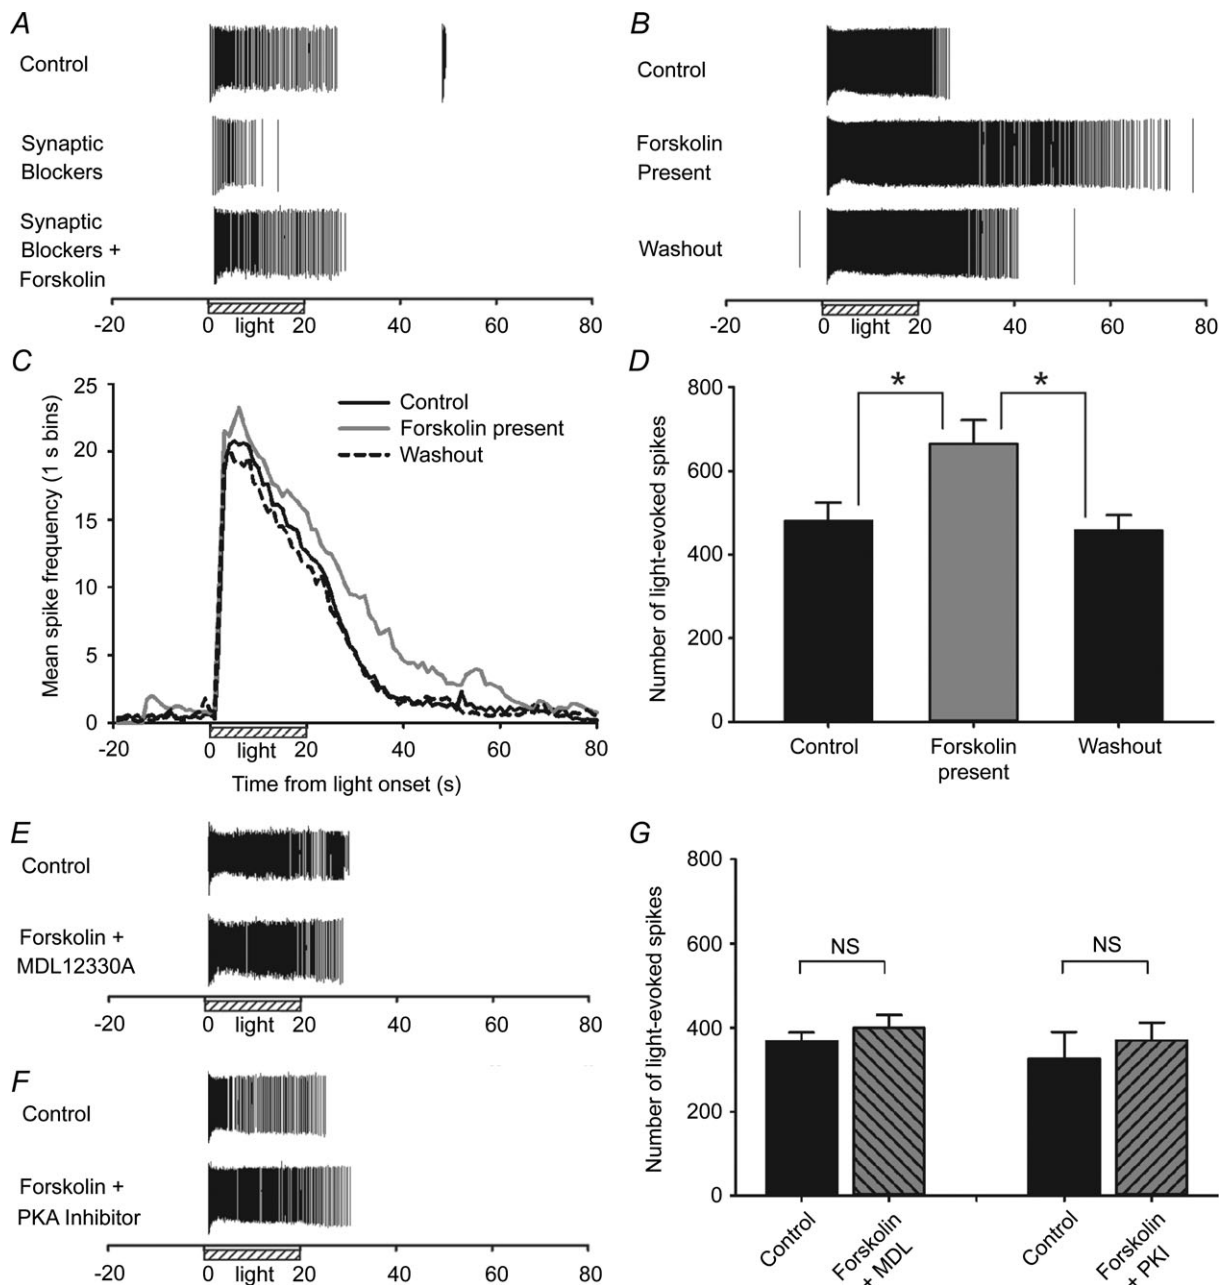 A
Control
Synaptic
Blockers
Synaptic
Blockers +
Forskolin
-20 0 20 40 60 80
light
B
Control
Forskolin
Present
Washout
-20 0 20 40 60 80
light
C
Mean spike frequency (1 s bins)
25
20
15
10
5
0
Control
Forskolin present
Washout
-20 0 20 40 60 80
light
Time from light onset (s)
D
Number of light-evoked spikes
800
600
400
200
0
* *
Control
Forskolin
present
Washout
E
Control
Forskolin +
MDL12330A
-20 0 20 40 60 80
light
F
Control
Forskolin +
PKA Inhibitor
-20 0 20 40 60 80
light
G
Number of light-evoked spikes
800
600
400
200
0
NS NS
Control
Forskolin
+ MDL
Control
Forskolin
+ PKI